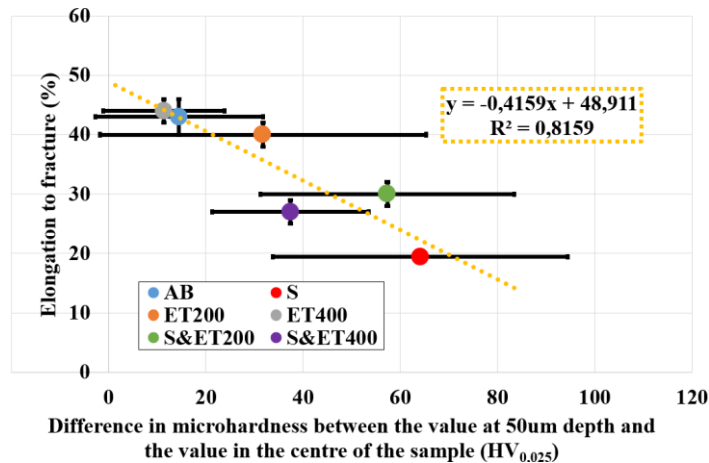 60
50
40
30
20
10
0
Elongation to fracture (%)
y = -0,4159x + 48,911
R² = 0,8159
AB S
ET200 ET400
S&ET200 S&ET400
0 20 40 60 80 100 120
Difference in microhardness between the value at 50um depth and
the value in the centre of the sample (HV0,025)